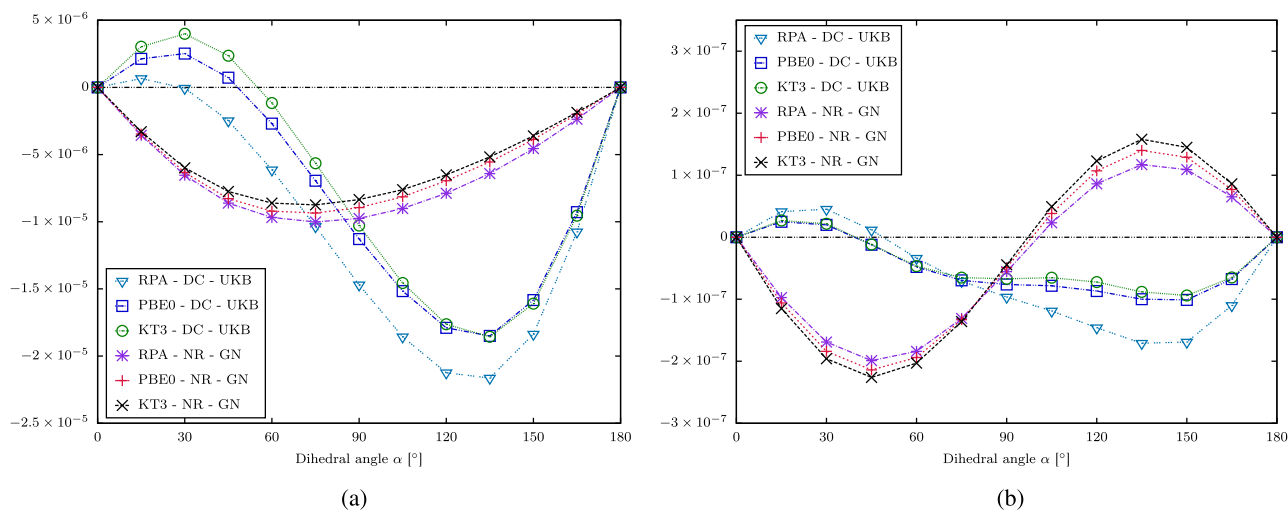 5 × 10⁻⁶
0
−5 × 10⁻⁶
−1 × 10⁻⁵
−1.5 × 10⁻⁵
−2 × 10⁻⁵
−2.5 × 10⁻⁵
RPA - DC - UKB
PBE0 - DC - UKB
KT3 - DC - UKB
RPA - NR - GN
PBE0 - NR - GN
KT3 - NR - GN
0 30 60 90 120 150 180
Dihedral angle α [°]
(a)
3 × 10⁻⁷
2 × 10⁻⁷
1 × 10⁻⁷
0
−1 × 10⁻⁷
−2 × 10⁻⁷
−3 × 10⁻⁷
RPA - DC - UKB
PBE0 - DC - UKB
KT3 - DC - UKB
RPA - NR - GN
PBE0 - NR - GN
KT3 - NR - GN
0 30 60 90 120 150 180
Dihedral angle α [°]
(b)